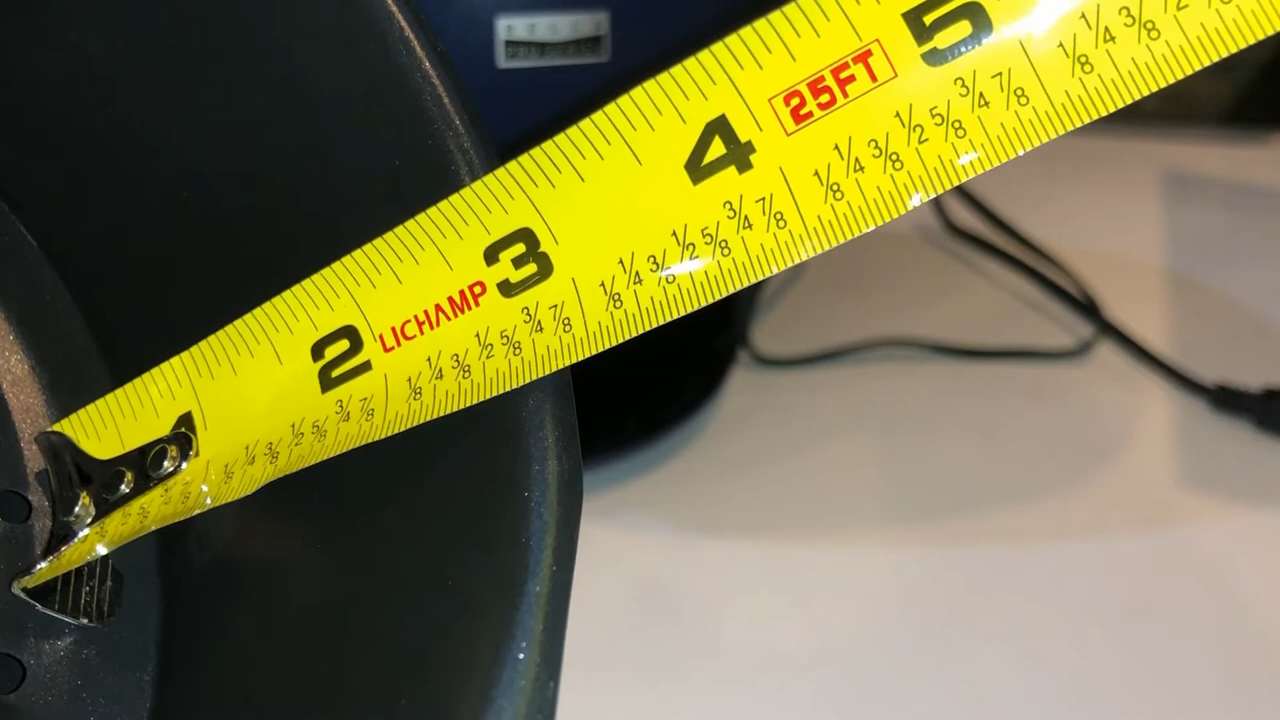 1
2
LICHAMP
3
4
25FT
5
1/8 1/4 3/8 1/2 5/8 3/4 7/8
1/8 1/4 3/8 1/2 5/8 3/4 7/8
1/8 1/4 3/8 1/2 5/8 3/4 7/8
1/8 1/4 3/8 1/2 5/8 3/4 7/8
1/8 1/4 3/8 1/2